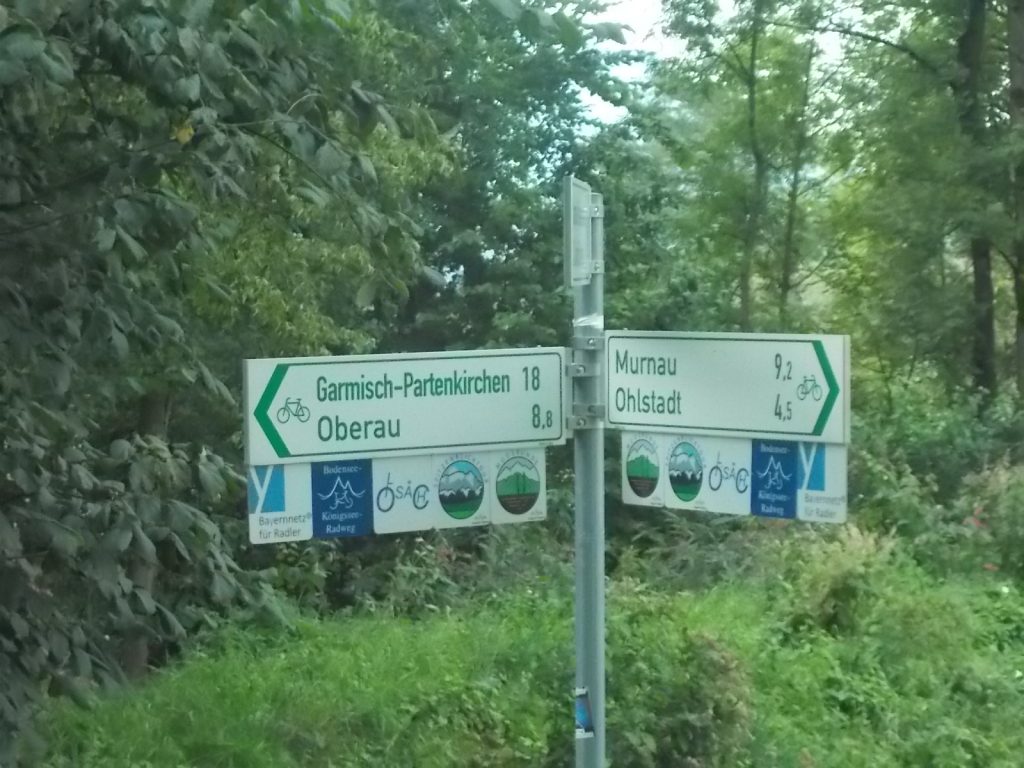 Garmisch-Partenkirchen 18
Oberau 8,8
Bayernnetz®
für Radler
Bodensee-
Königssee-
Radweg
Murnau 9,2
Ohlstadt 4,5
Bodensee-
Königssee-
Radweg
Bayernnetz®
für Radler